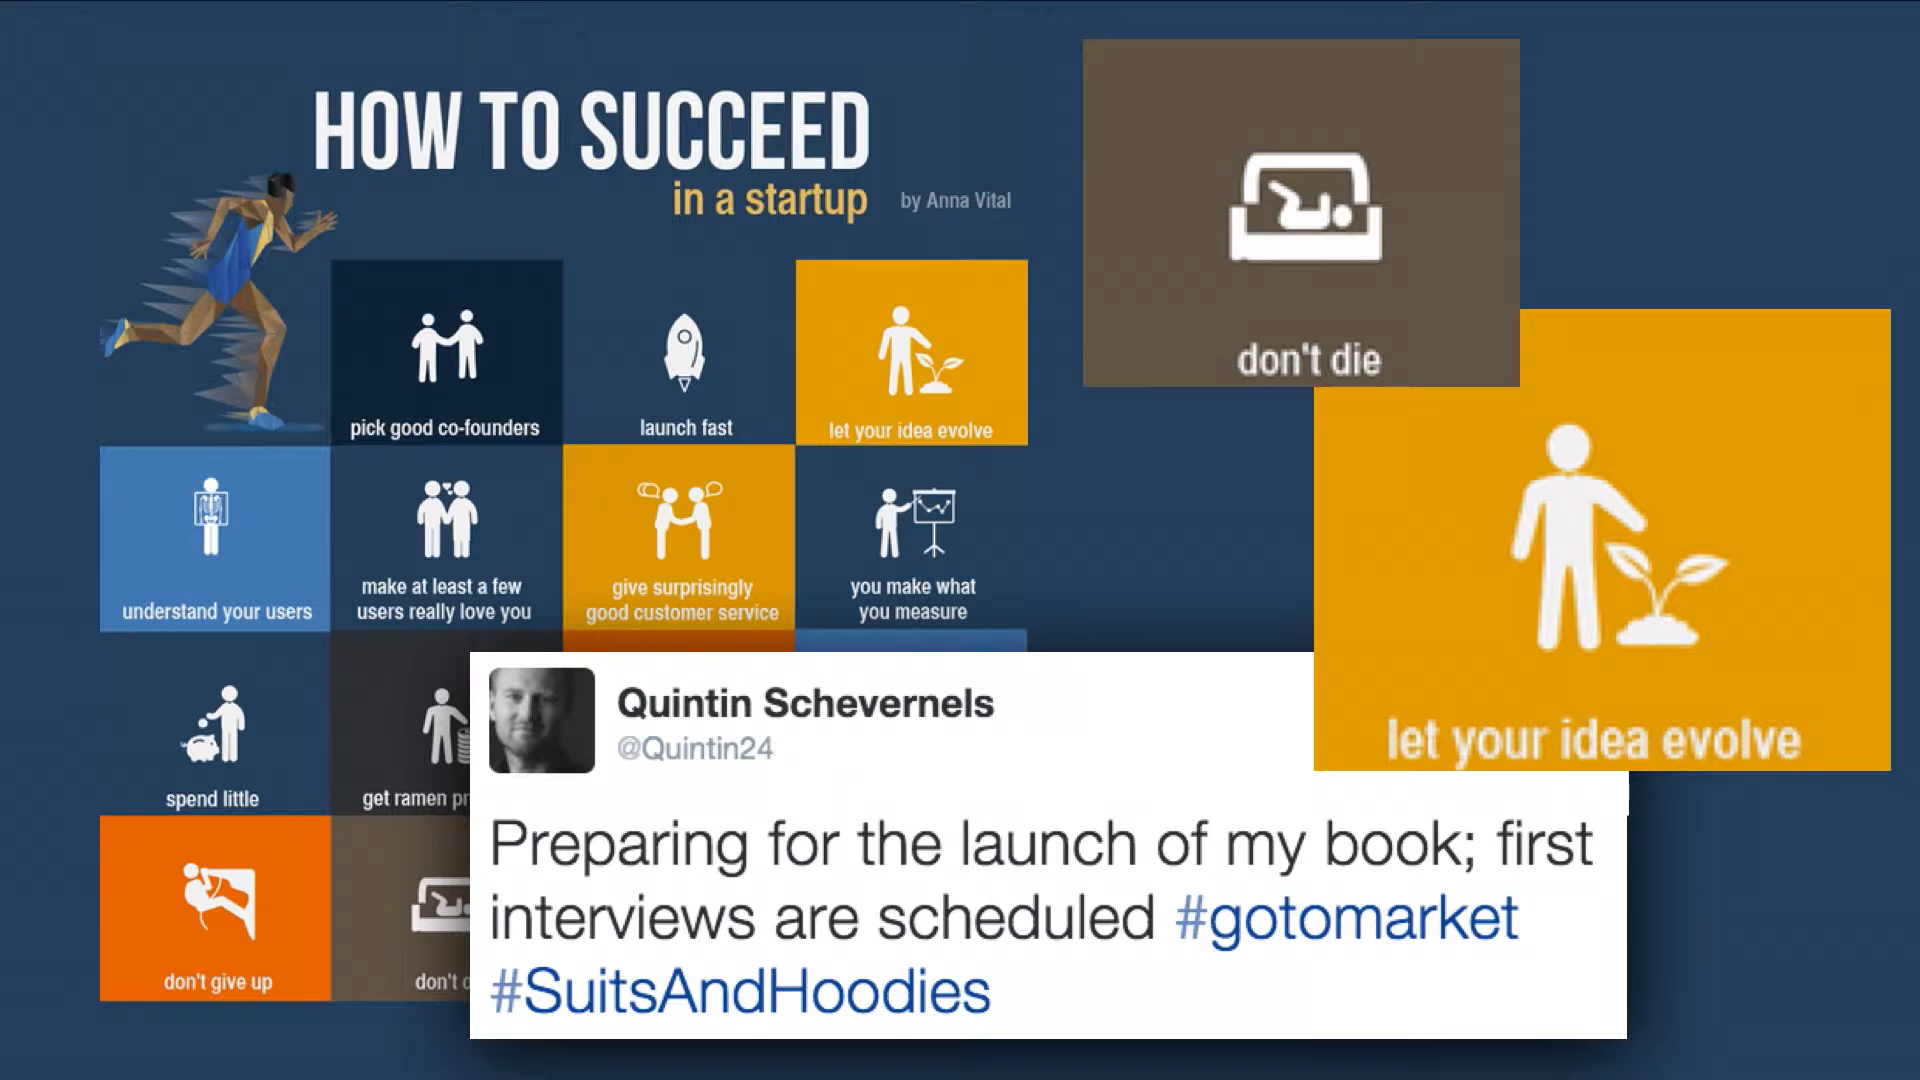 HOW TO SUCCEED
in a startup
by Anna Vital
pick good co-founders
launch fast
let your idea evolve
understand your users
make at least a few
users really love you
give surprisingly
good customer service
you make what
you measure
spend little
get ramen
don't give up
don't
don't die
let your idea evolve
Quintin Schevernels
@Quintin24
Preparing for the launch of my book; first
interviews are scheduled #gotomarket
#SuitsAndHoodies